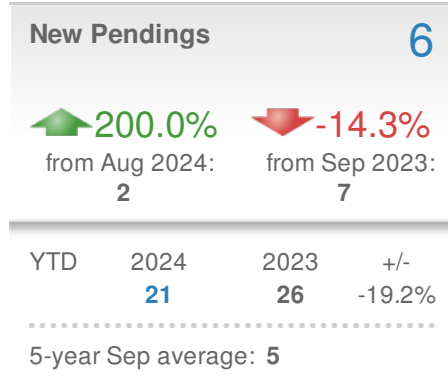 New Pendings 6
200.0% -14.3%
from Aug 2024: from Sep 2023:
2 7
YTD 2024 2023 +/-
21 26 -19.2%
5-year Sep average: 5